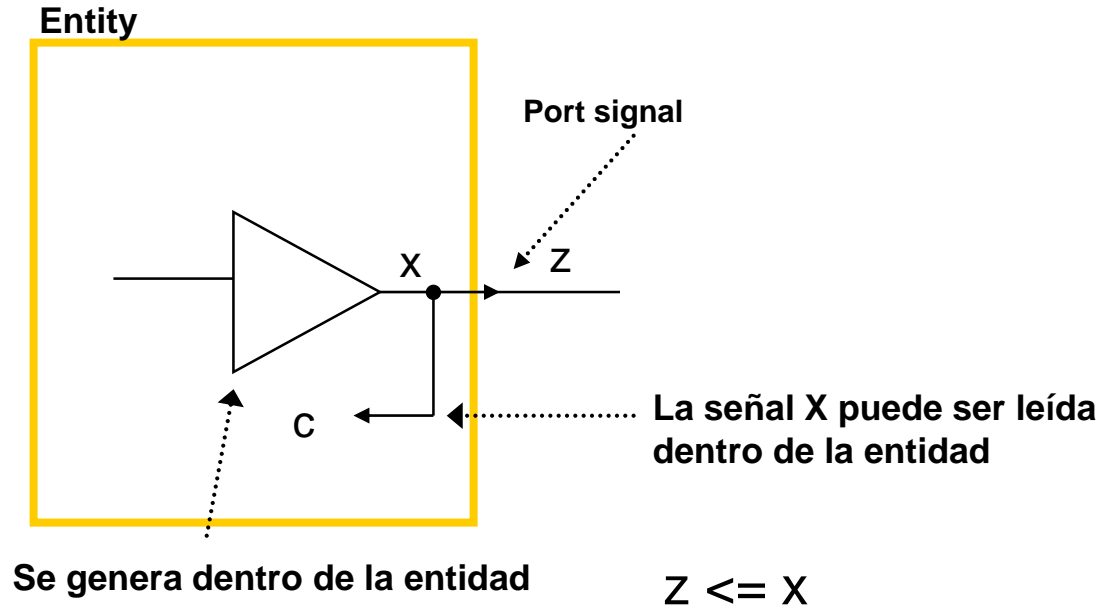 Entity
Port signal
x
z
c
La señal X puede ser leída
dentro de la entidad
Se genera dentro de la entidad
z <= x